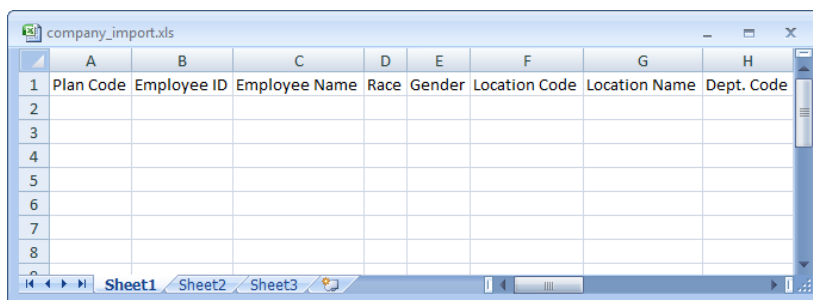 company_import.xls
A B C D E F G H
1 Plan Code Employee ID Employee Name Race Gender Location Code Location Name Dept. Code
2
3
4
5
6
7
8
Sheet1 Sheet2 Sheet3